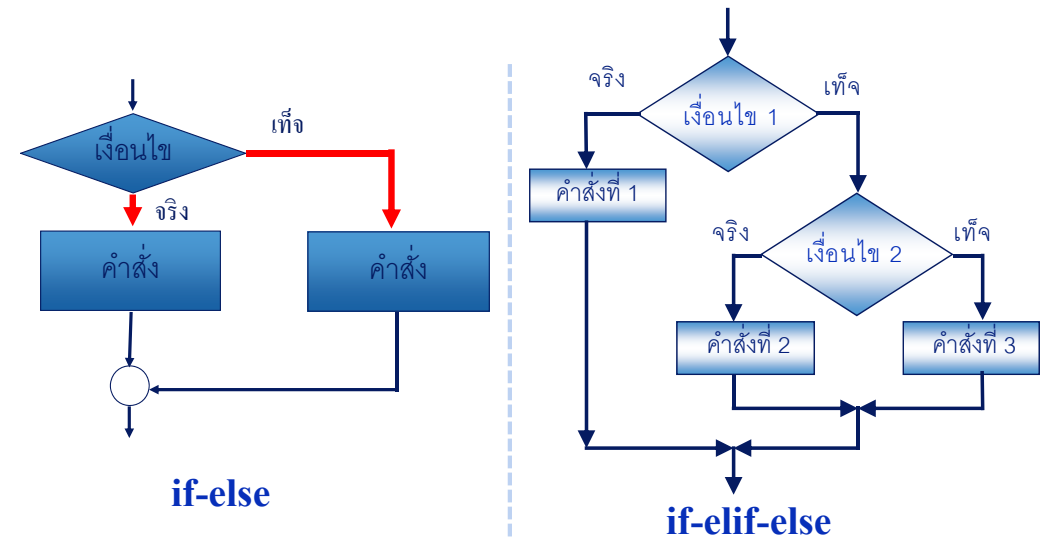 เงื่อนไข
เท็จ
จริง
คำสั่ง
คำสั่ง
if-else
จริง
เงื่อนไข 1
เท็จ
คำสั่งที่ 1
จริง
เงื่อนไข 2
เท็จ
คำสั่งที่ 2
คำสั่งที่ 3
if-elif-else